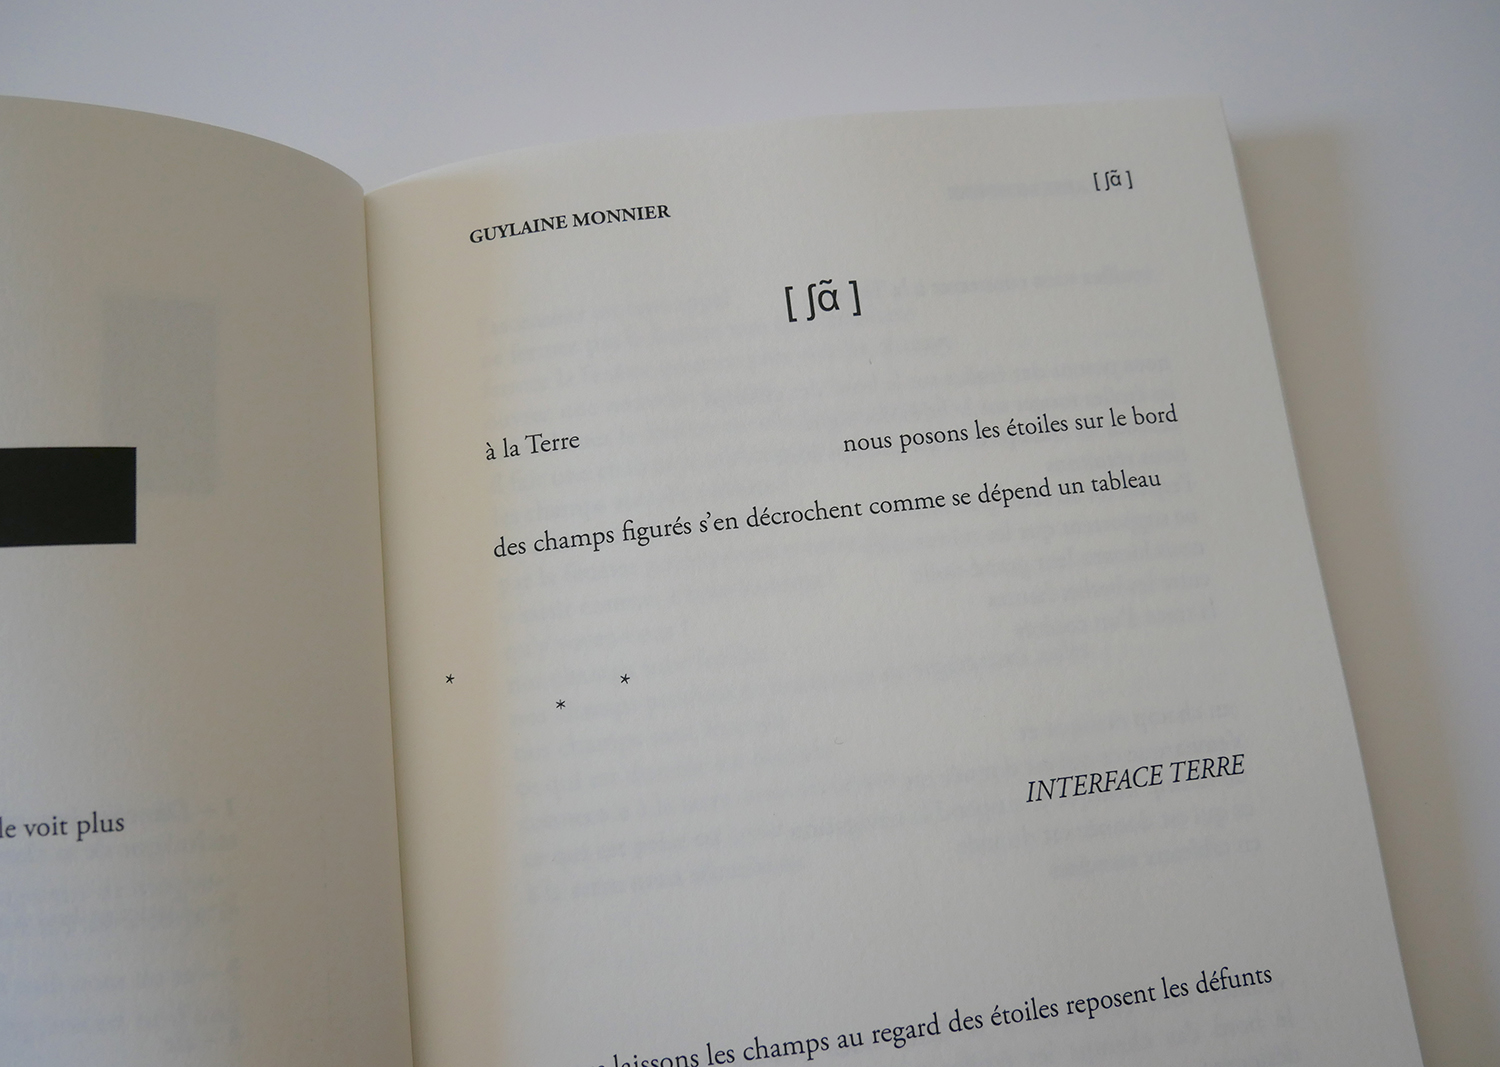 le voit plus
GUYLAINE MONNIER
[ ʃɑ̃ ]
[ ʃɑ̃ ]
à la Terre nous posons les étoiles sur le bord
des champs figurés s’en décrochent comme se dépend un tableau
* * *
INTERFACE TERRE
laissons les champs au regard des étoiles reposent les défunts